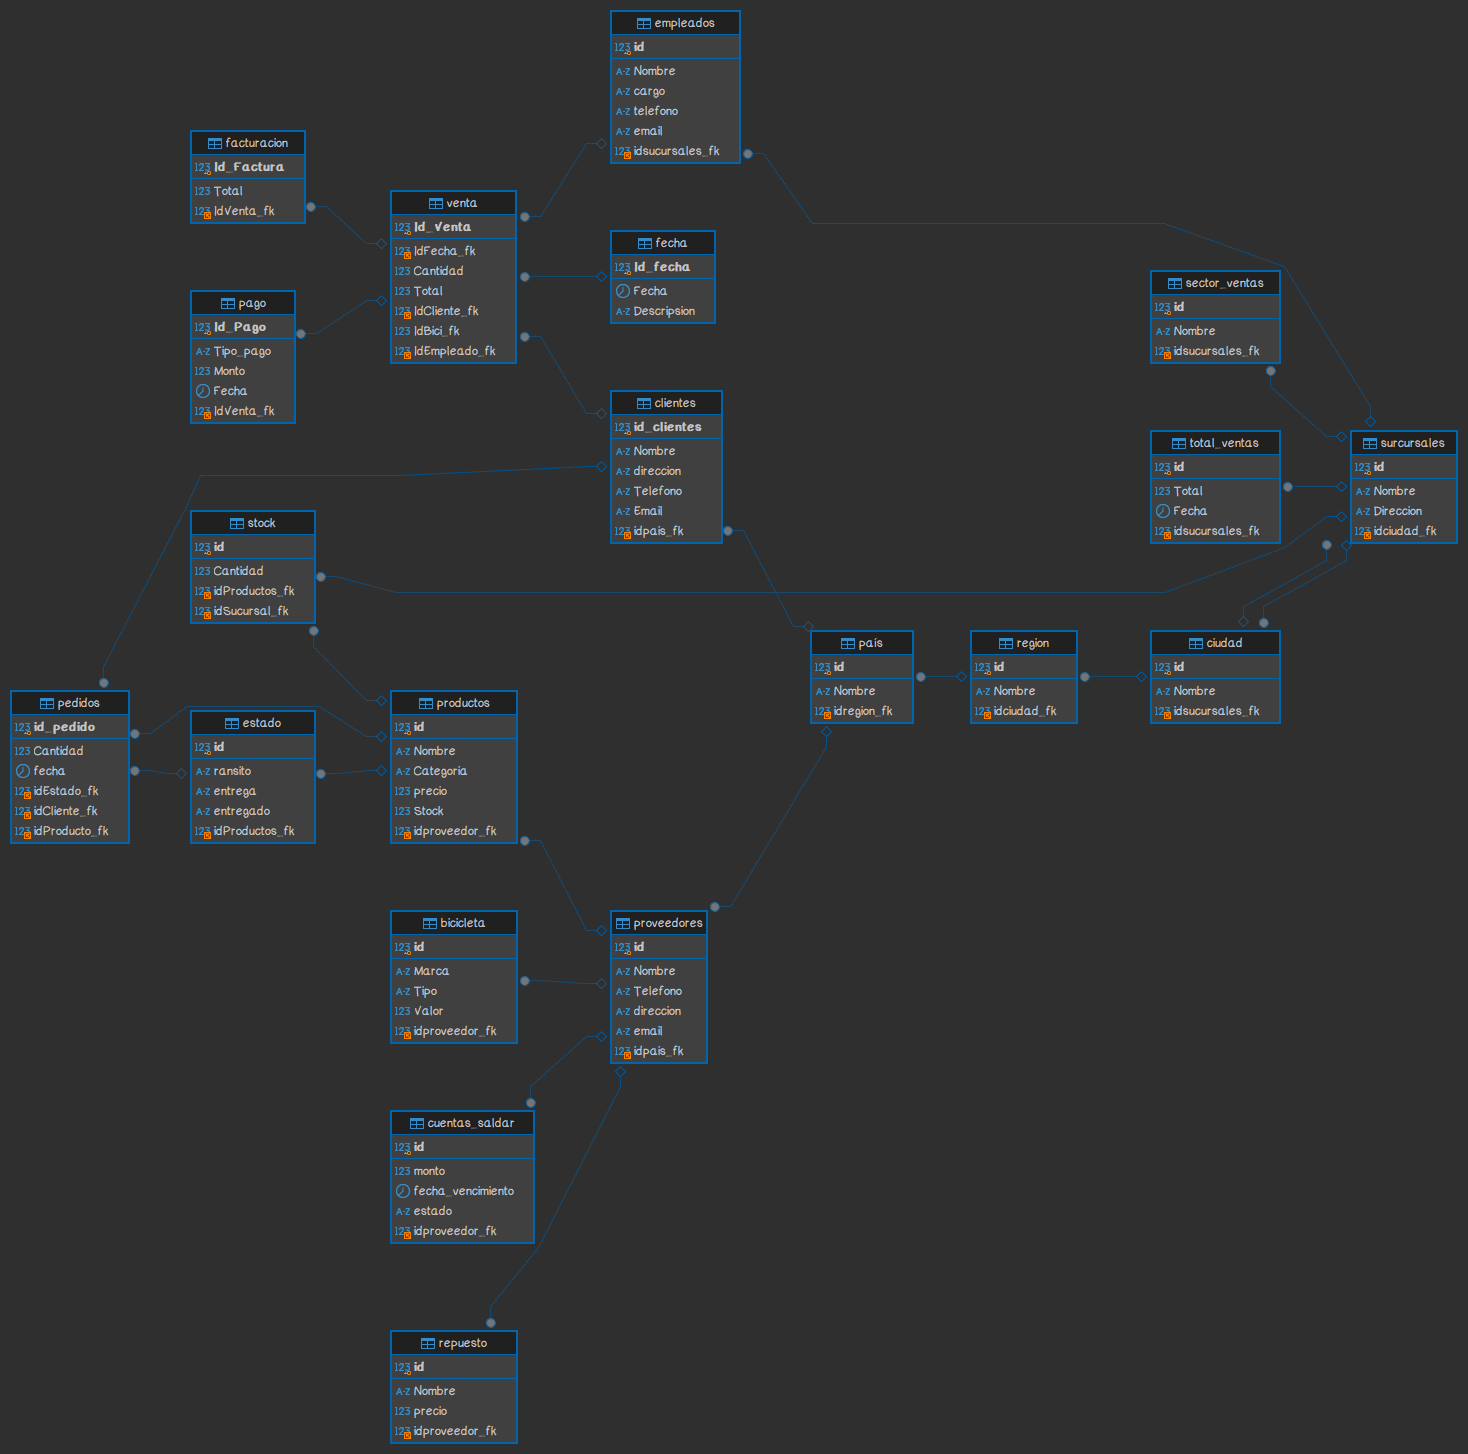 empleados
123 id
A-Z Nombre
A-Z cargo
A-Z telefono
A-Z email
123 idsucursales_fk
facturacion
123 Id_Factura
123 Total
123 IdVenta_fk
venta
123 Id_Venta
123 IdFecha_fk
123 Cantidad
123 Total
123 IdCliente_fk
123 IdBici_fk
123 IdEmpleado_fk
fecha
123 Id_fecha
Fecha
A-Z Descripsion
pago
123 Id_Pago
A-Z Tipo_pago
123 Monto
Fecha
123 IdVenta_fk
sector_ventas
123 id
A-Z Nombre
123 idsucursales_fk
clientes
123 id_clientes
A-Z Nombre
A-Z direccion
A-Z Telefono
A-Z Email
123 idpais_fk
total_ventas
123 id
123 Total
Fecha
123 idsucursales_fk
surcursales
123 id
A-Z Nombre
A-Z Direccion
123 idciudad_fk
stock
123 id
123 Cantidad
123 idProductos_fk
123 idSucursal_fk
país
123 id
A-Z Nombre
123 idregion_fk
region
123 id
A-Z Nombre
123 idciudad_fk
ciudad
123 id
A-Z Nombre
123 idsucursales_fk
pedidos
123 id_pedido
123 Cantidad
fecha
123 idEstado_fk
123 idCliente_fk
123 idProducto_fk
estado
123 id
A-Z ransito
A-Z entrega
A-Z entregado
123 idProductos_fk
productos
123 id
A-Z Nombre
A-Z Categoria
123 precio
123 Stock
123 idproveedor_fk
bicicleta
123 id
A-Z Marca
A-Z Tipo
123 Valor
123 idproveedor_fk
proveedores
123 id
A-Z Nombre
A-Z Telefono
A-Z direccion
A-Z email
123 idpais_fk
cuentas_saldar
123 id
123 monto
fecha_vencimiento
A-Z estado
123 idproveedor_fk
repuesto
123 id
A-Z Nombre
123 precio
123 idproveedor_fk